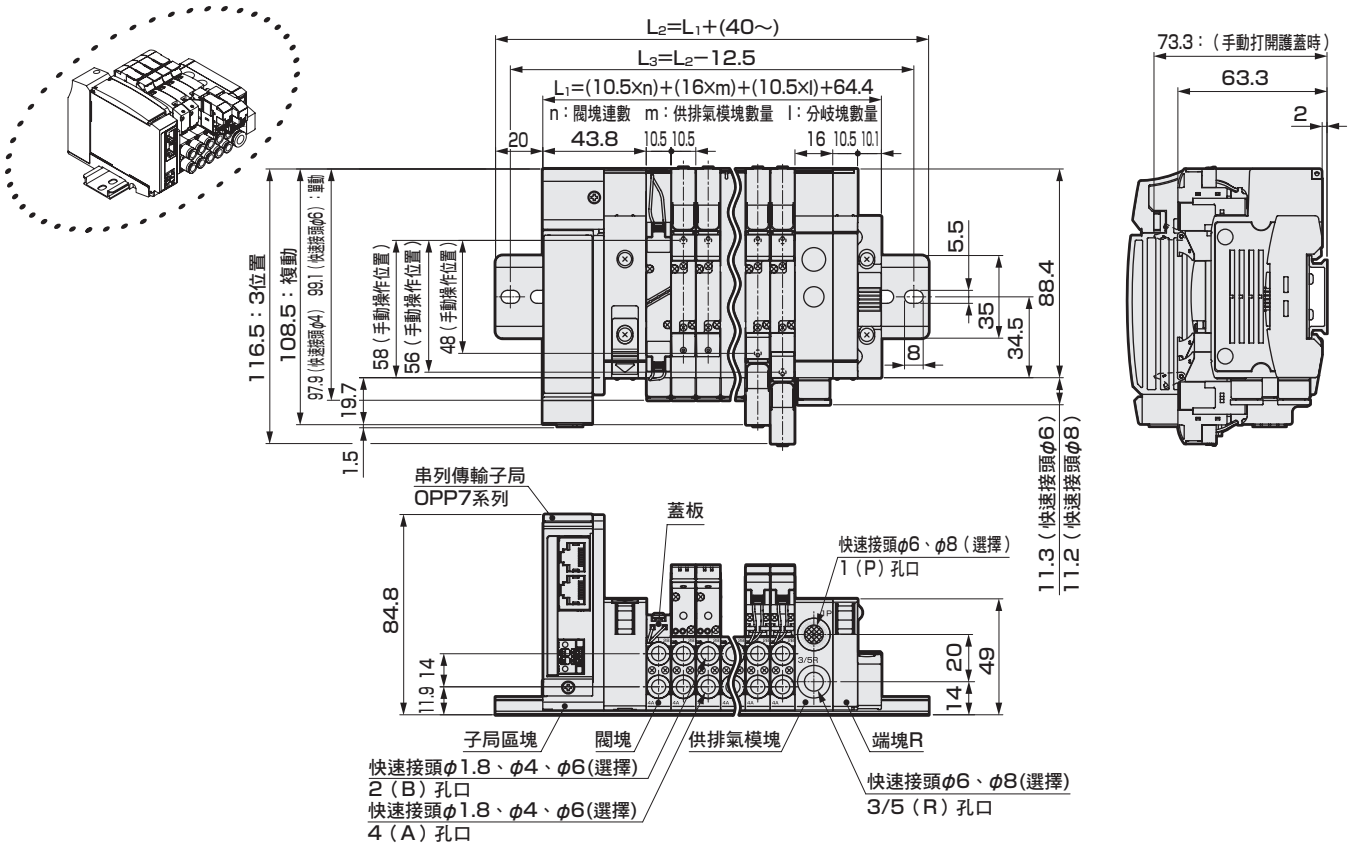 L₂=L₁+(40～)
L₃=L₂−12.5
L₁=(10.5×n)+(16×m)+(10.5×l)+64.4
n：閥塊連數 m：供排氣模塊數量 l：分岐塊數量
20
43.8
10.5
10.5
16
10.5
10.1
116.5：3位置
108.5：複動
97.9（快速接頭φ4） 99.1（快速接頭φ6）：單動
58（手動操作位置）
56（手動操作位置）
48（手動操作位置）
19.7
1.5
5.5
35
34.5
8
88.4
11.3（快速接頭φ6）
11.2（快速接頭φ8）
73.3：（手動打開護蓋時）
63.3
2
串列傳輸子局
OPP7系列
蓋板
快速接頭φ6、φ8（選擇）
1（P）孔口
84.8
14
11.9
1P
3/5R
4A
4A
4A
4A
4A
20
14
49
子局區塊
閥塊
供排氣模塊
端塊R
快速接頭φ1.8、φ4、φ6(選擇)
2（B）孔口
快速接頭φ1.8、φ4、φ6(選擇)
4（A）孔口
快速接頭φ6、φ8(選擇)
3/5（R）孔口